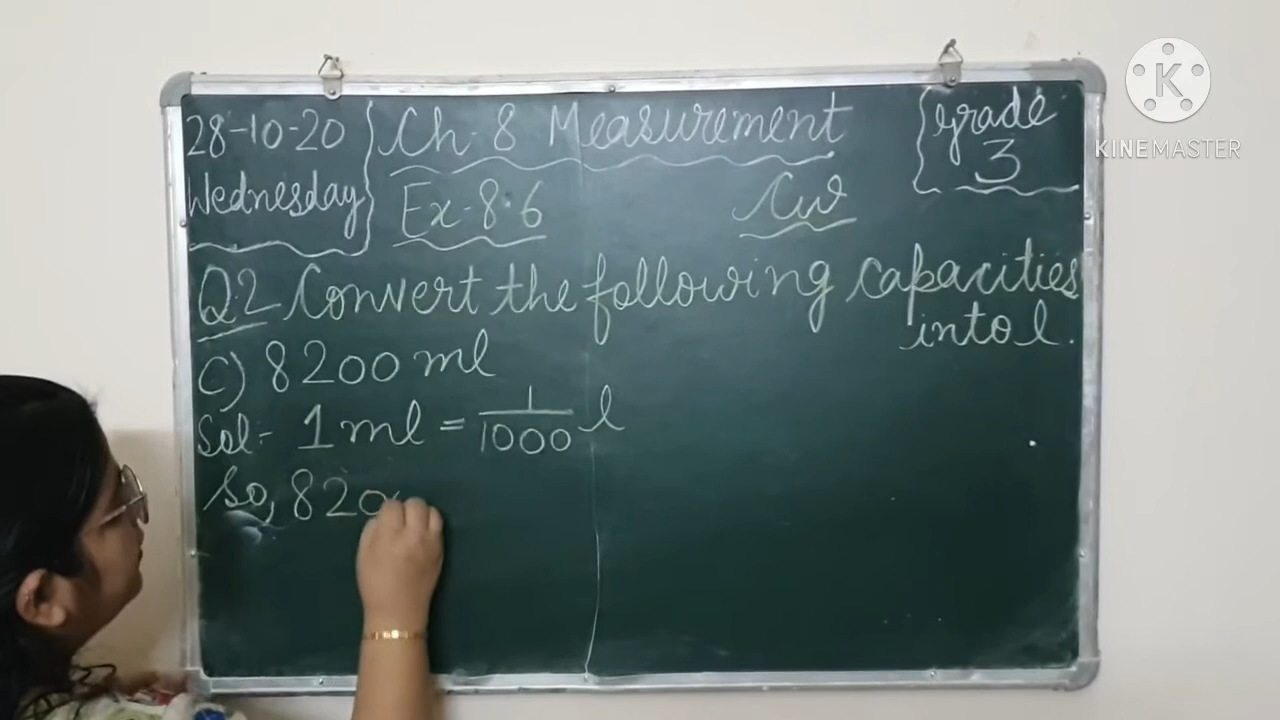 28-10-20
Wednesday
Ch-8 Measurement
Ex-8.6
Cw
grade
3
Q.2 Convert the following capacities
into l.
C) 8200 ml
Sol:- 1 ml = 1/1000 l
So, 820
K
KINEMASTER